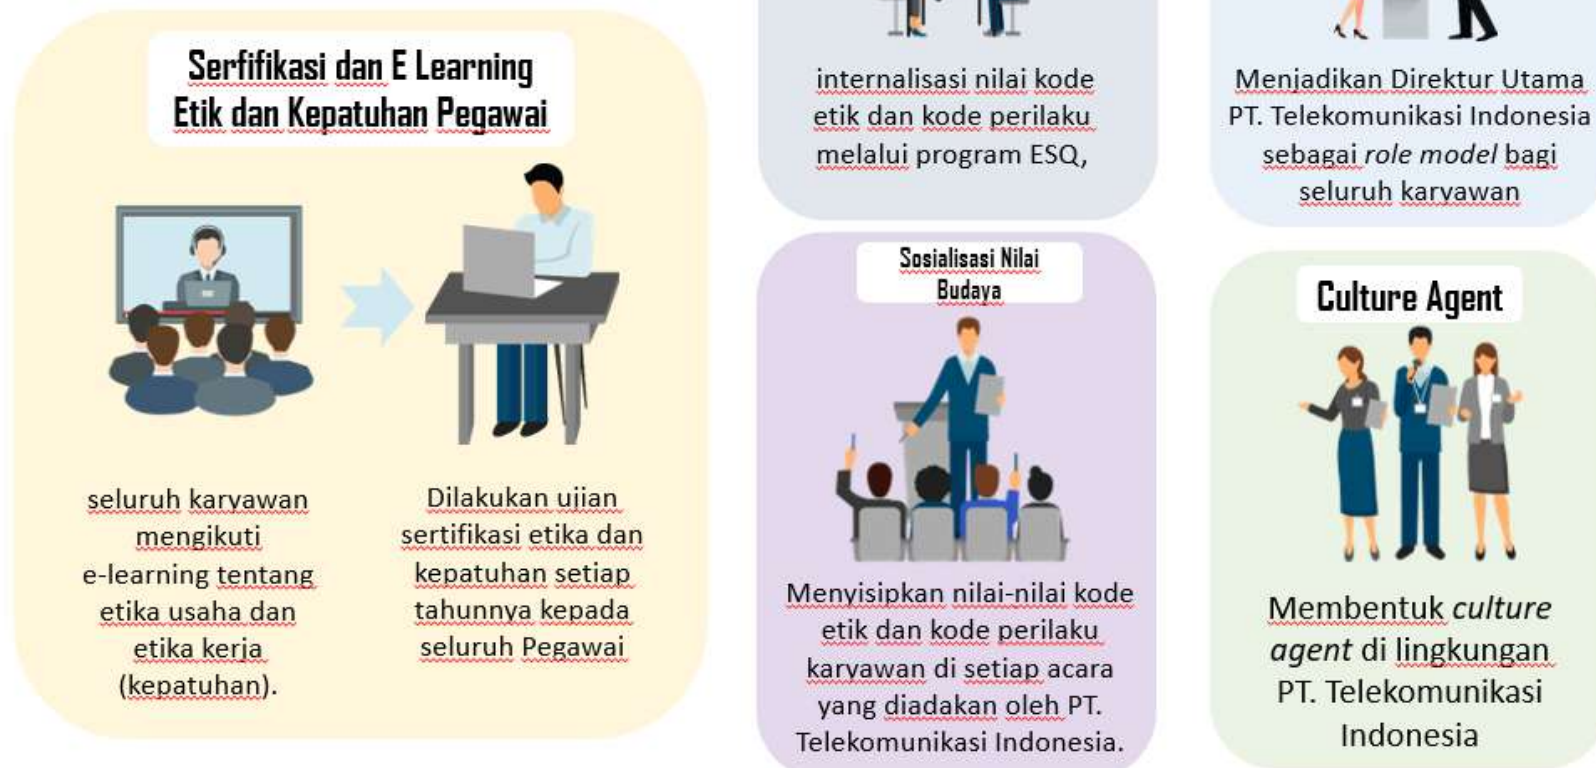 Serfifikasi dan E Learning
Etik dan Kepatuhan Pegawai
seluruh karyawan
mengikuti
e-learning tentang
etika usaha dan
etika kerja
(kepatuhan).
Dilakukan ujian
sertifikasi etika dan
kepatuhan setiap
tahunnya kepada
seluruh Pegawai
internalisasi nilai kode
etik dan kode perilaku
melalui program ESQ,
Menjadikan Direktur Utama
PT. Telekomunikasi Indonesia
sebagai role model bagi
seluruh karyawan
Sosialisasi Nilai
Budaya
Menyisipkan nilai-nilai kode
etik dan kode perilaku
karyawan di setiap acara
yang diadakan oleh PT.
Telekomunikasi Indonesia.
Culture Agent
Membentuk culture
agent di lingkungan
PT. Telekomunikasi
Indonesia